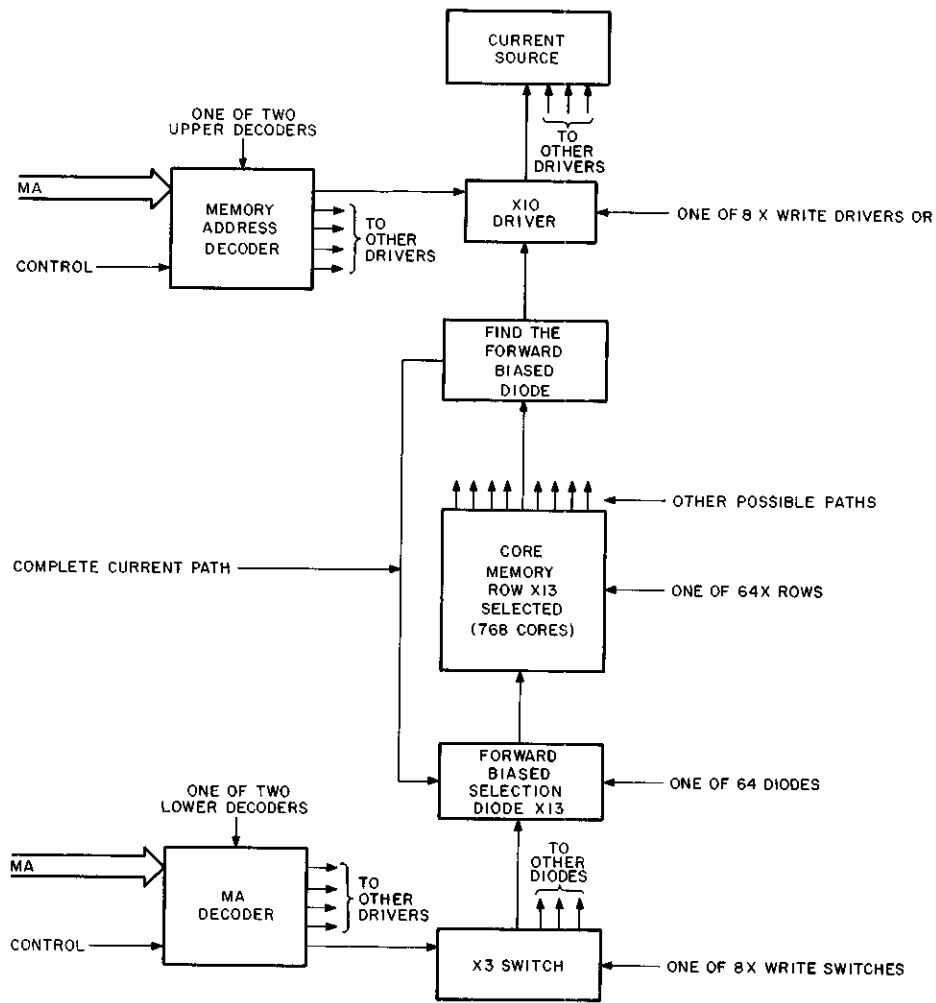 CURRENT
SOURCE
ONE OF TWO
UPPER DECODERS
TO
OTHER
DRIVERS
MA
MEMORY
ADDRESS
DECODER
TO
OTHER
DRIVERS
X10
DRIVER
ONE OF 8 X WRITE DRIVERS OR
CONTROL
FIND THE
FORWARD
BIASED
DIODE
OTHER POSSIBLE PATHS
COMPLETE CURRENT PATH
CORE
MEMORY
ROW X13
SELECTED
(768 CORES)
ONE OF 64X ROWS
FORWARD
BIASED
SELECTION
DIODE X13
ONE OF 64 DIODES
ONE OF TWO
LOWER DECODERS
MA
MA
DECODER
TO
OTHER
DRIVERS
TO
OTHER
DIODES
CONTROL
X3 SWITCH
ONE OF 8X WRITE SWITCHES